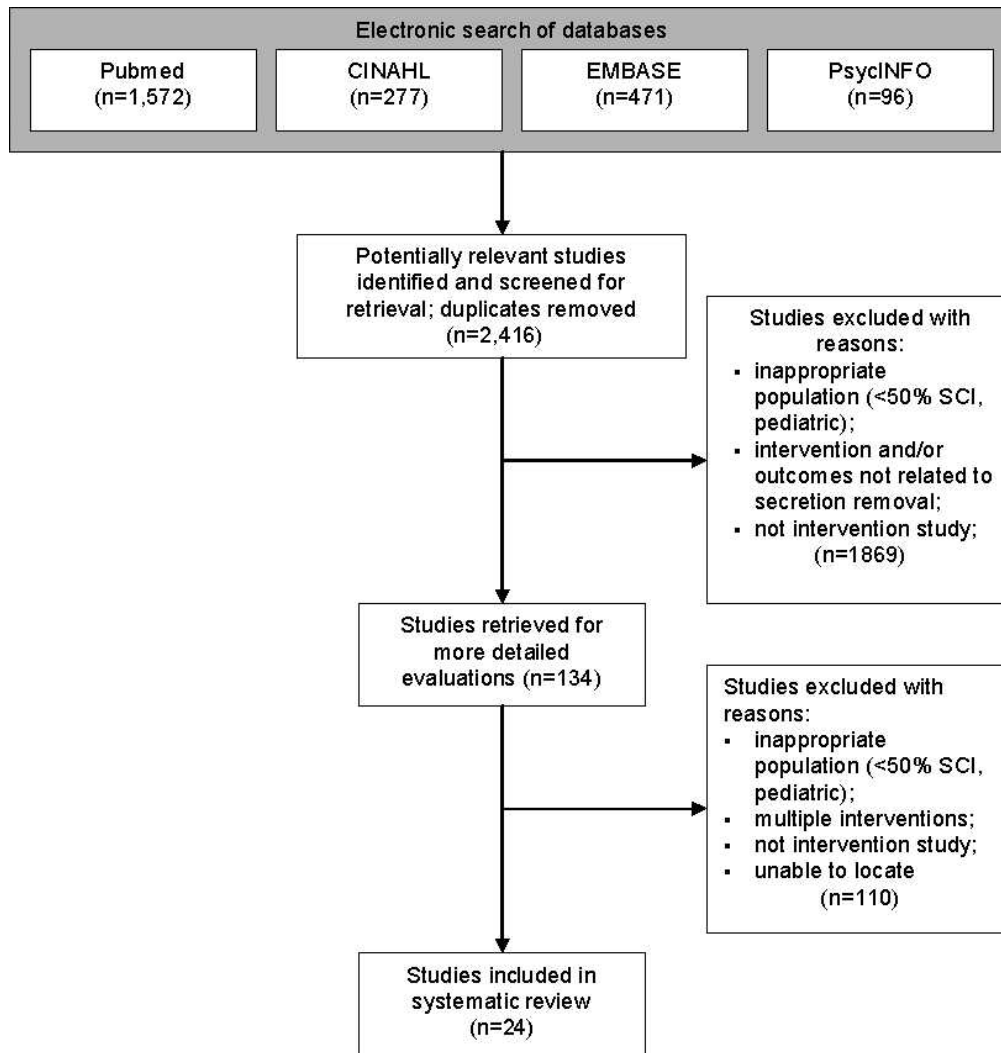 Electronic search of databases
Pubmed
(n=1,572)
CINAHL
(n=277)
EMBASE
(n=471)
PsycINFO
(n=96)
Potentially relevant studies
identified and screened for
retrieval; duplicates removed
(n=2,416)
Studies excluded with
reasons:
▪ inappropriate
population (<50% SCI,
pediatric);
▪ intervention and/or
outcomes not related to
secretion removal;
▪ not intervention study;
(n=1869)
Studies retrieved for
more detailed
evaluations (n=134)
Studies excluded with
reasons:
▪ inappropriate
population (<50% SCI,
pediatric);
▪ multiple interventions;
▪ not intervention study;
▪ unable to locate
(n=110)
Studies included in
systematic review
(n=24)